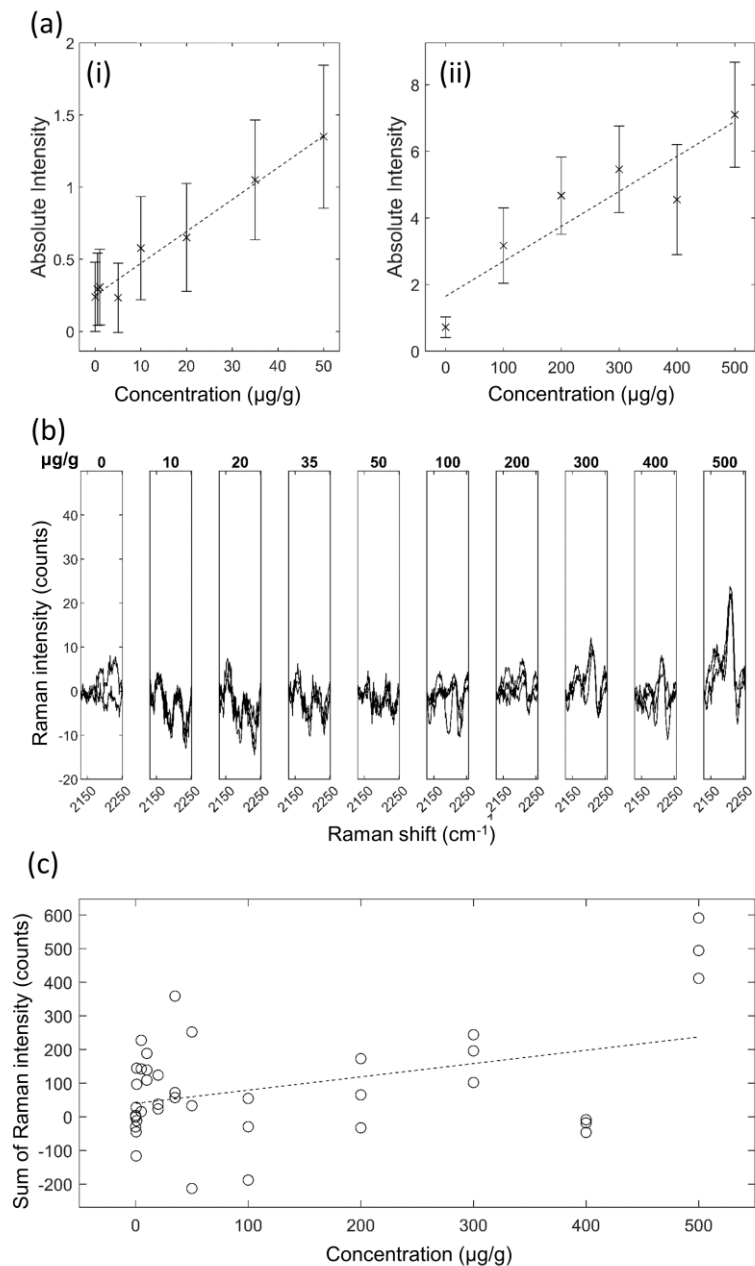 (a)
(i)
2
1.5
1
0.5
0
Absolute Intensity
0 10 20 30 40 50
Concentration (µg/g)
(ii)
8
6
4
2
0
Absolute Intensity
0 100 200 300 400 500
Concentration (µg/g)
(b)
µg/g 0 10 20 35 50 100 200 300 400 500
40
30
20
10
0
-10
-20
Raman intensity (counts)
2150 2250 2150 2250 2150 2250 2150 2250 2150 2250 2150 2250 2150 2250 2150 2250 2150 2250 2150 2250
Raman shift (cm⁻¹)
(c)
600
500
400
300
200
100
0
-100
-200
Sum of Raman intensity (counts)
0 100 200 300 400 500
Concentration (µg/g)